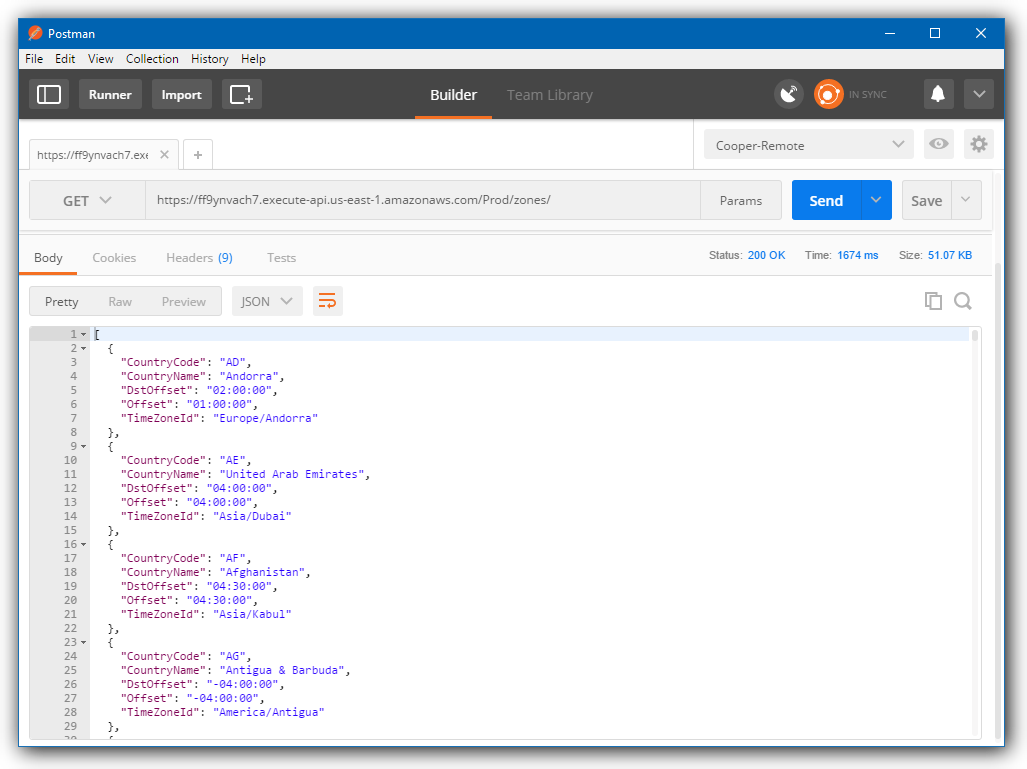 Postman
File Edit View Collection History Help
Runner Import Builder Team Library IN SYNC
https://ff9ynvach7.exe × + Cooper-Remote
GET https://ff9ynvach7.execute-api.us-east-1.amazonaws.com/Prod/zones/ Params Send Save
Body Cookies Headers (9) Tests Status: 200 OK Time: 1674 ms Size: 51.07 KB
Pretty Raw Preview JSON
1 [
2 {
3 "CountryCode": "AD",
4 "CountryName": "Andorra",
5 "DstOffset": "02:00:00",
6 "Offset": "01:00:00",
7 "TimeZoneId": "Europe/Andorra"
8 },
9 {
10 "CountryCode": "AE",
11 "CountryName": "United Arab Emirates",
12 "DstOffset": "04:00:00",
13 "Offset": "04:00:00",
14 "TimeZoneId": "Asia/Dubai"
15 },
16 {
17 "CountryCode": "AF",
18 "CountryName": "Afghanistan",
19 "DstOffset": "04:30:00",
20 "Offset": "04:30:00",
21 "TimeZoneId": "Asia/Kabul"
22 },
23 {
24 "CountryCode": "AG",
25 "CountryName": "Antigua & Barbuda",
26 "DstOffset": "-04:00:00",
27 "Offset": "-04:00:00",
28 "TimeZoneId": "America/Antigua"
29 },